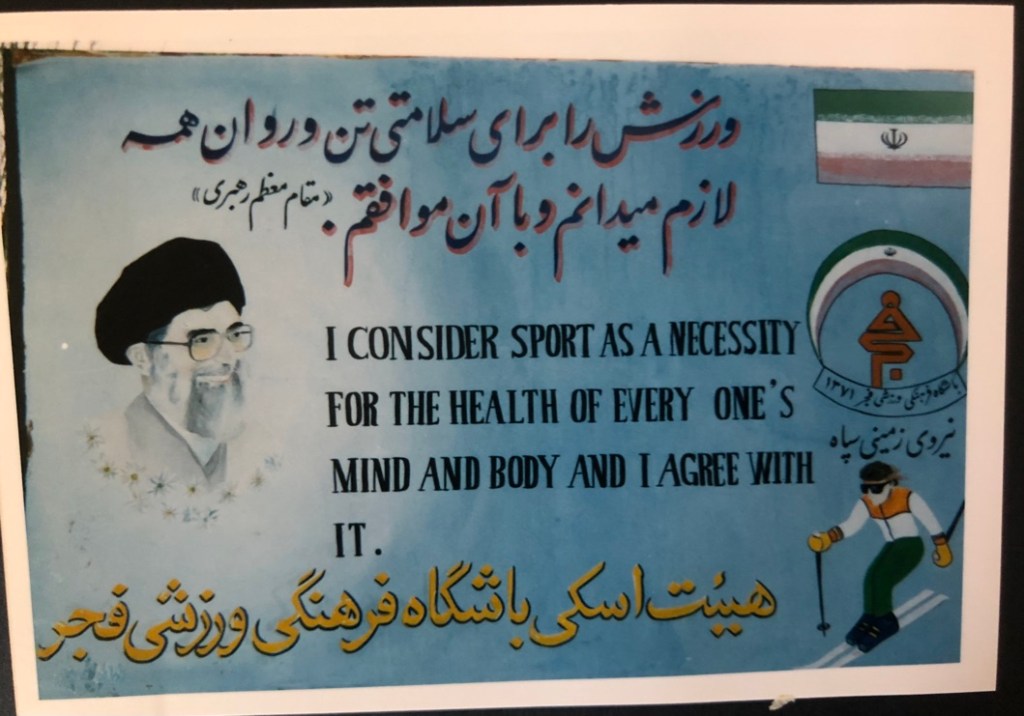 ورزش را برای سلامتی تن و روان همه
لازم میدانم و با آن موافقم .
«مقام معظم رهبری»
I CONSIDER SPORT AS A NECESSITY
FOR THE HEALTH OF EVERY ONE'S
MIND AND BODY AND I AGREE WITH
IT.
فجر
باشگاه فرهنگی ورزشی فجر ۱۳۷۱
نیروی زمینی سپاه
هیئت اسکی باشگاه فرهنگی ورزشی فجر